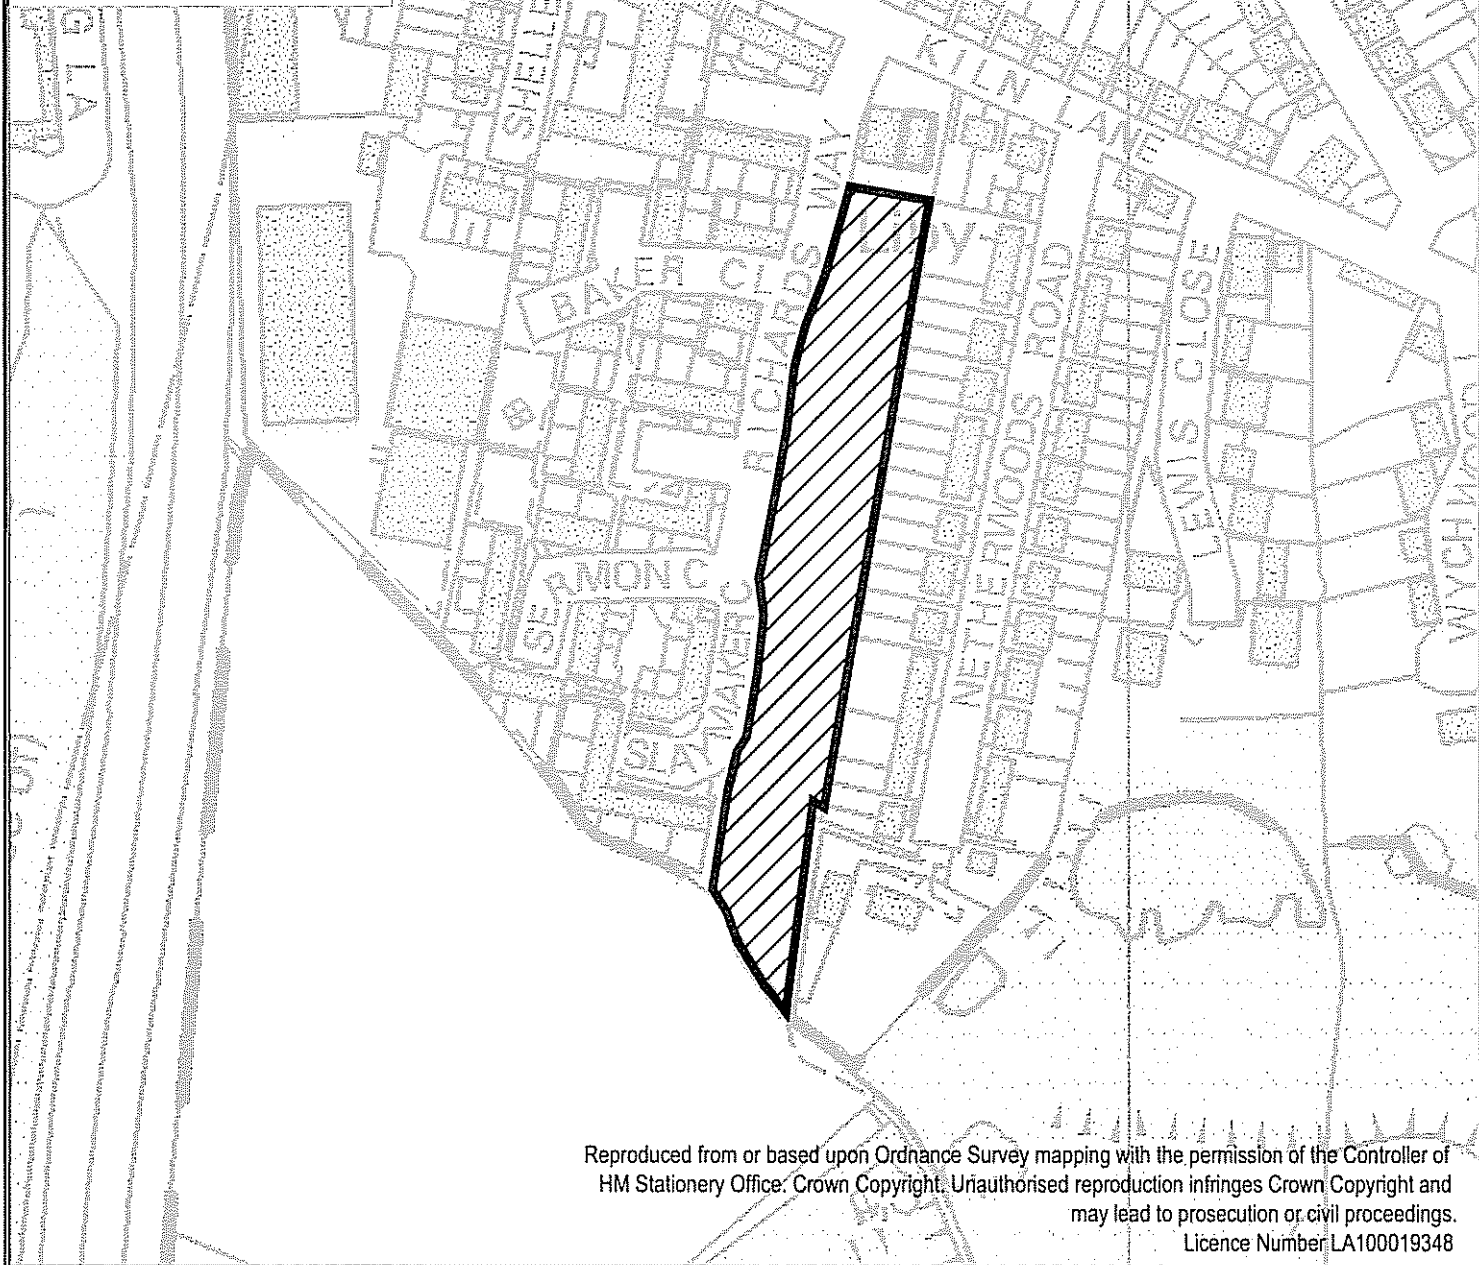 KILN LANE
RICHARDS WAY
BAKER CL
NETHERWOODS ROAD
LEWIS CLOSE
Reproduced from or based upon Ordnance Survey mapping with the permission of the Controller of
HM Stationery Office. Crown Copyright. Unauthorised reproduction infringes Crown Copyright and
may lead to prosecution or civil proceedings.
Licence Number LA100019348